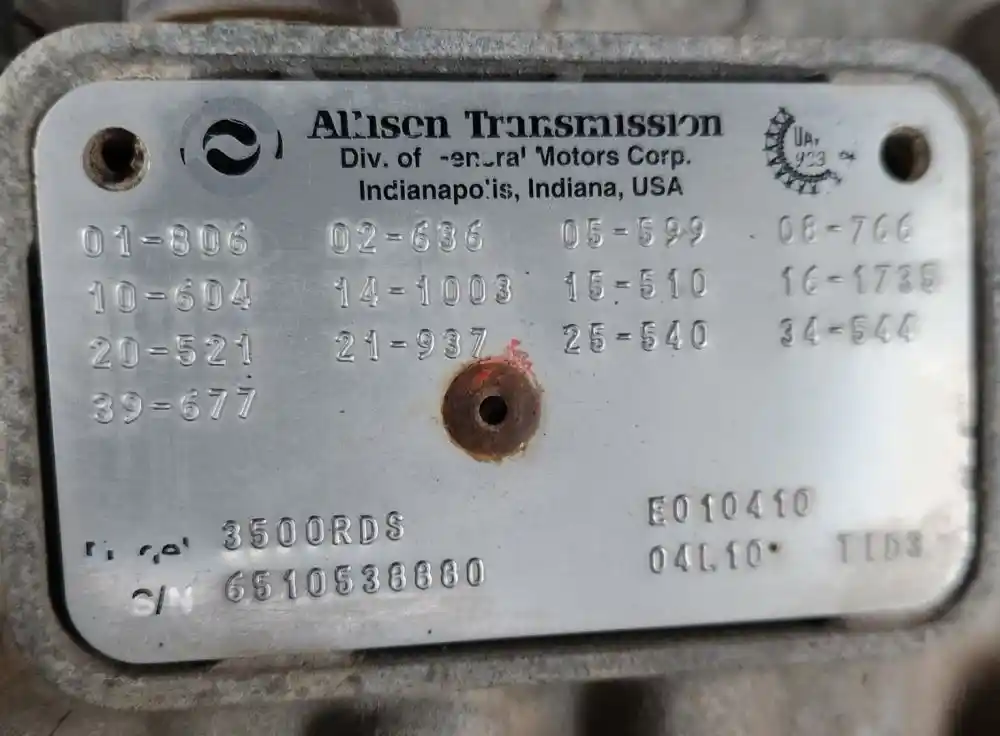 Allison Transmission
Div. of General Motors Corp.
Indianapolis, Indiana, USA
01-806 02-636 05-599 08-766
10-604 14-1003 15-510 16-1735
20-521 21-937 25-540 34-544
39-677
3500RDS E010410
S/N 6510538880 04L10